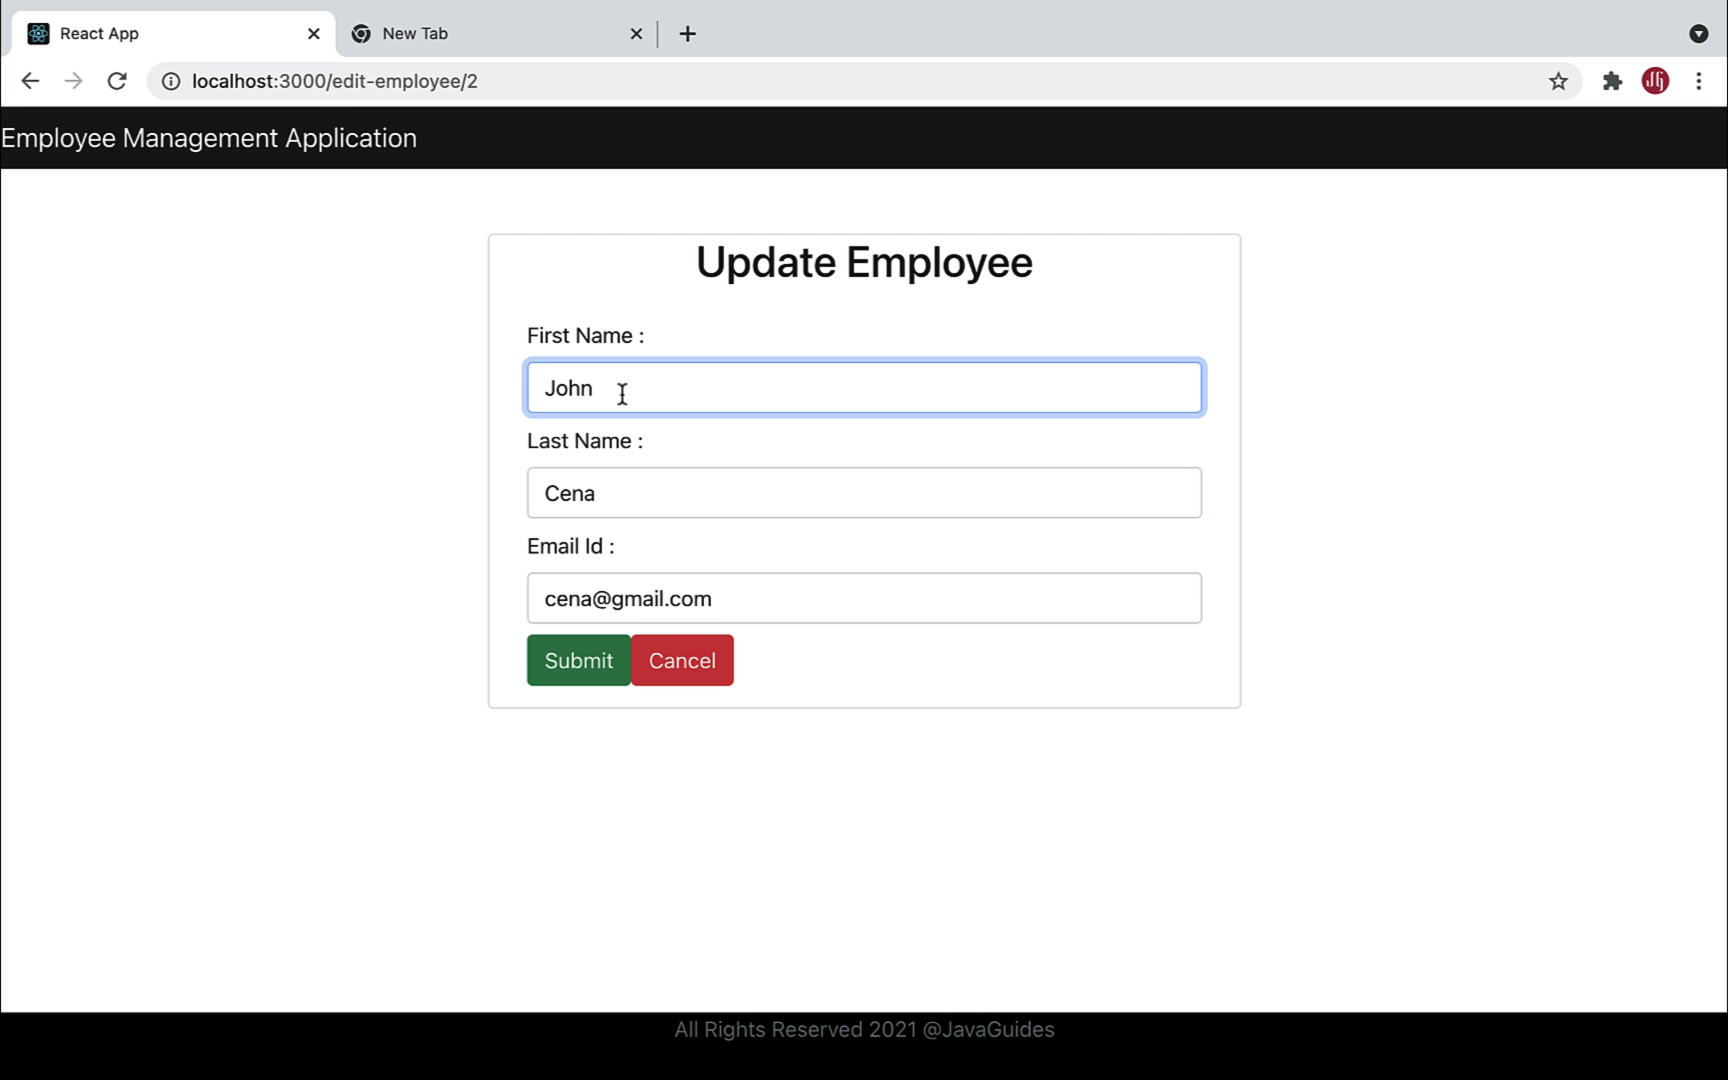 React App
New Tab
localhost:3000/edit-employee/2
Employee Management Application
Update Employee
First Name :
John
Last Name :
Cena
Email Id :
cena@gmail.com
Submit Cancel
All Rights Reserved 2021 @JavaGuides